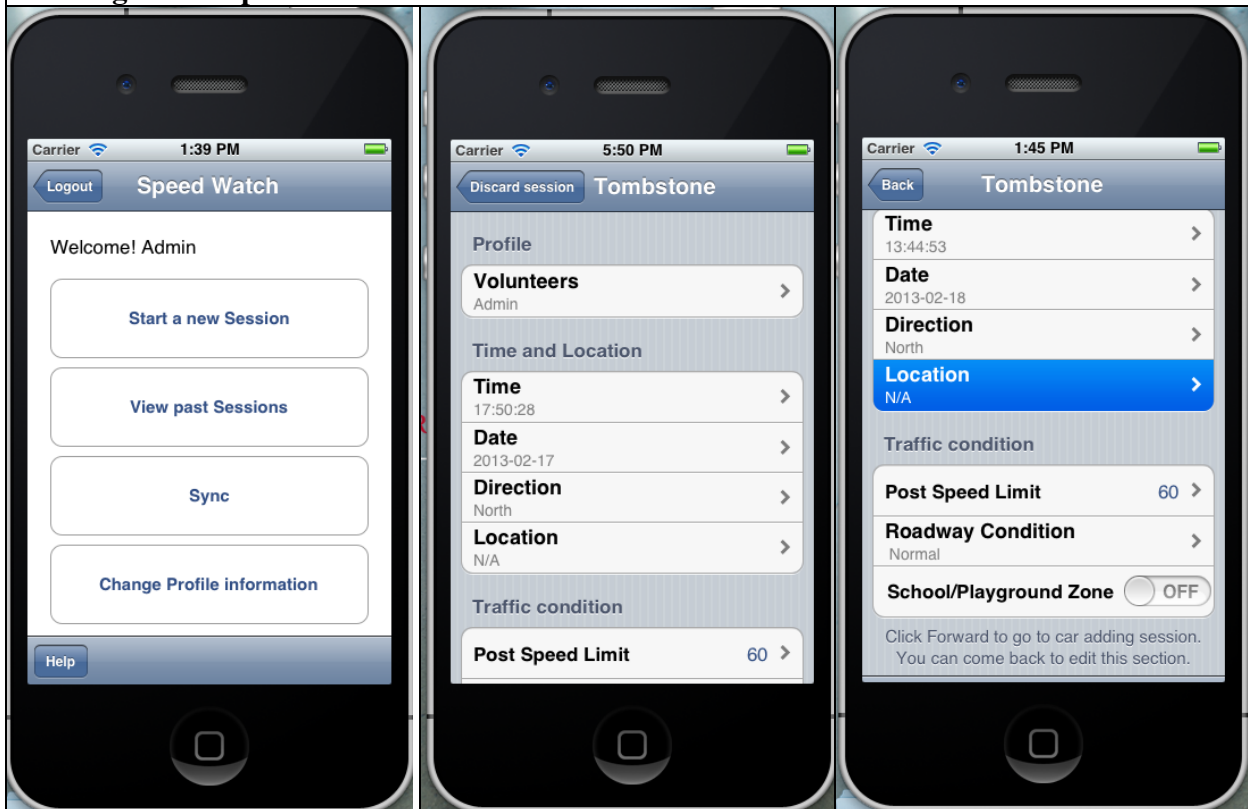 Carrier 1:39 PM
Logout Speed Watch
Welcome! Admin
Start a new Session
View past Sessions
Sync
Change Profile information
Help
Carrier 5:50 PM
Discard session Tombstone
Profile
Volunteers
Admin
Time and Location
Time
17:50:28
Date
2013-02-17
Direction
North
Location
N/A
Traffic condition
Post Speed Limit 60
Carrier 1:45 PM
Back Tombstone
Time
13:44:53
Date
2013-02-18
Direction
North
Location
N/A
Traffic condition
Post Speed Limit 60
Roadway Condition
Normal
School/Playground Zone OFF
Click Forward to go to car adding session.
You can come back to edit this section.